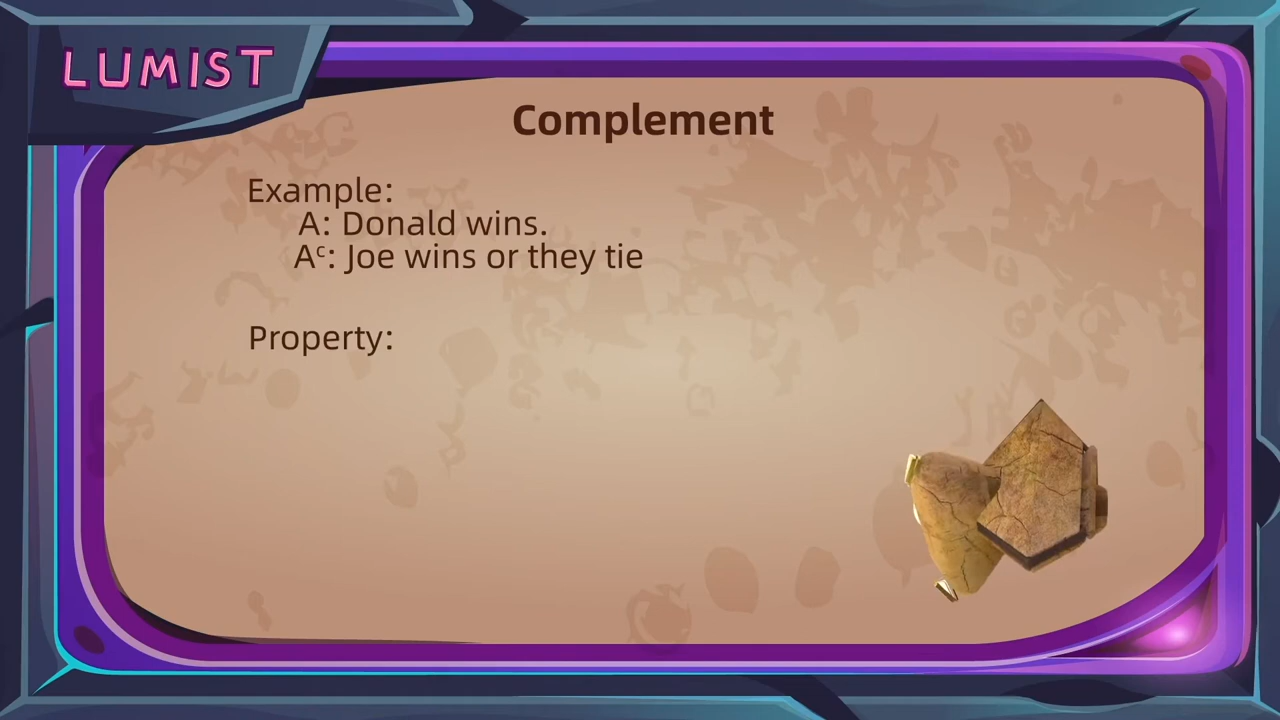 LUMIST
Complement
Example:
A: Donald wins.
Aᶜ: Joe wins or they tie
Property: